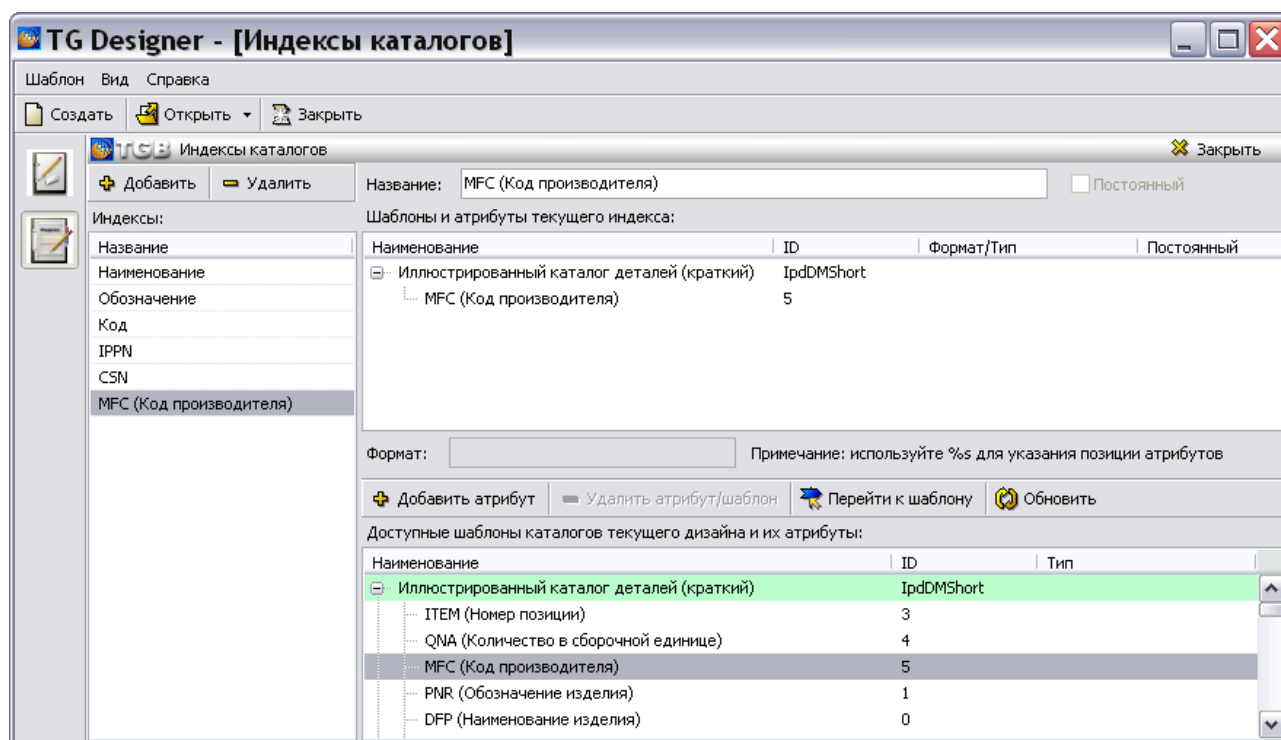 TG Designer - [Индексы каталогов]
Шаблон Вид Справка
Создать Открыть Закрыть
TGB Индексы каталогов Закрыть
Добавить Удалить Название: MFC (Код производителя) Постоянный
Индексы: Шаблоны и атрибуты текущего индекса:
Название Наименование ID Формат/Тип Постоянный
Наименование Иллюстрированный каталог деталей (краткий) IpdDMShort
Обозначение MFC (Код производителя) 5
Код
IPPN
CSN
MFC (Код производителя)
Формат: Примечание: используйте %s для указания позиции атрибутов
Добавить атрибут Удалить атрибут/шаблон Перейти к шаблону Обновить
Доступные шаблоны каталогов текущего дизайна и их атрибуты:
Наименование ID Тип
Иллюстрированный каталог деталей (краткий) IpdDMShort
ITEM (Номер позиции) 3
QNA (Количество в сборочной единице) 4
MFC (Код производителя) 5
PNR (Обозначение изделия) 1
DFP (Наименование изделия) 0